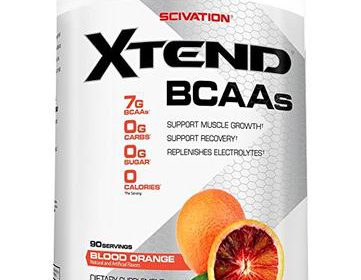 SCIVATION
XTEND
BCAAs
7G
BCAAs
0G
CARBS†
0G
SUGAR†
0
CALORIES†
SUPPORT MUSCLE GROWTH†
SUPPORT RECOVERY†
REPLENISHES ELECTROLYTES†
90 SERVINGS
BLOOD ORANGE
Natural and Artificial Flavors